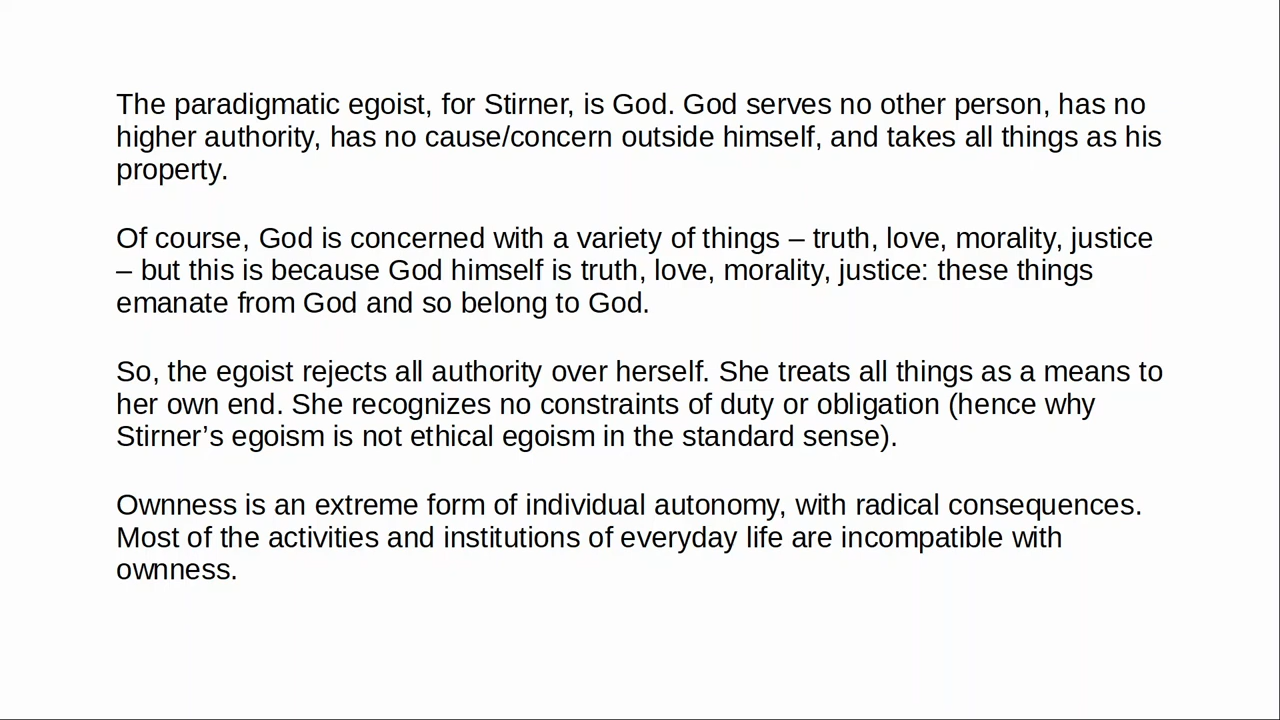 The paradigmatic egoist, for Stirner, is God. God serves no other person, has no
higher authority, has no cause/concern outside himself, and takes all things as his
property.
Of course, God is concerned with a variety of things – truth, love, morality, justice
– but this is because God himself is truth, love, morality, justice: these things
emanate from God and so belong to God.
So, the egoist rejects all authority over herself. She treats all things as a means to
her own end. She recognizes no constraints of duty or obligation (hence why
Stirner’s egoism is not ethical egoism in the standard sense).
Ownness is an extreme form of individual autonomy, with radical consequences.
Most of the activities and institutions of everyday life are incompatible with
ownness.